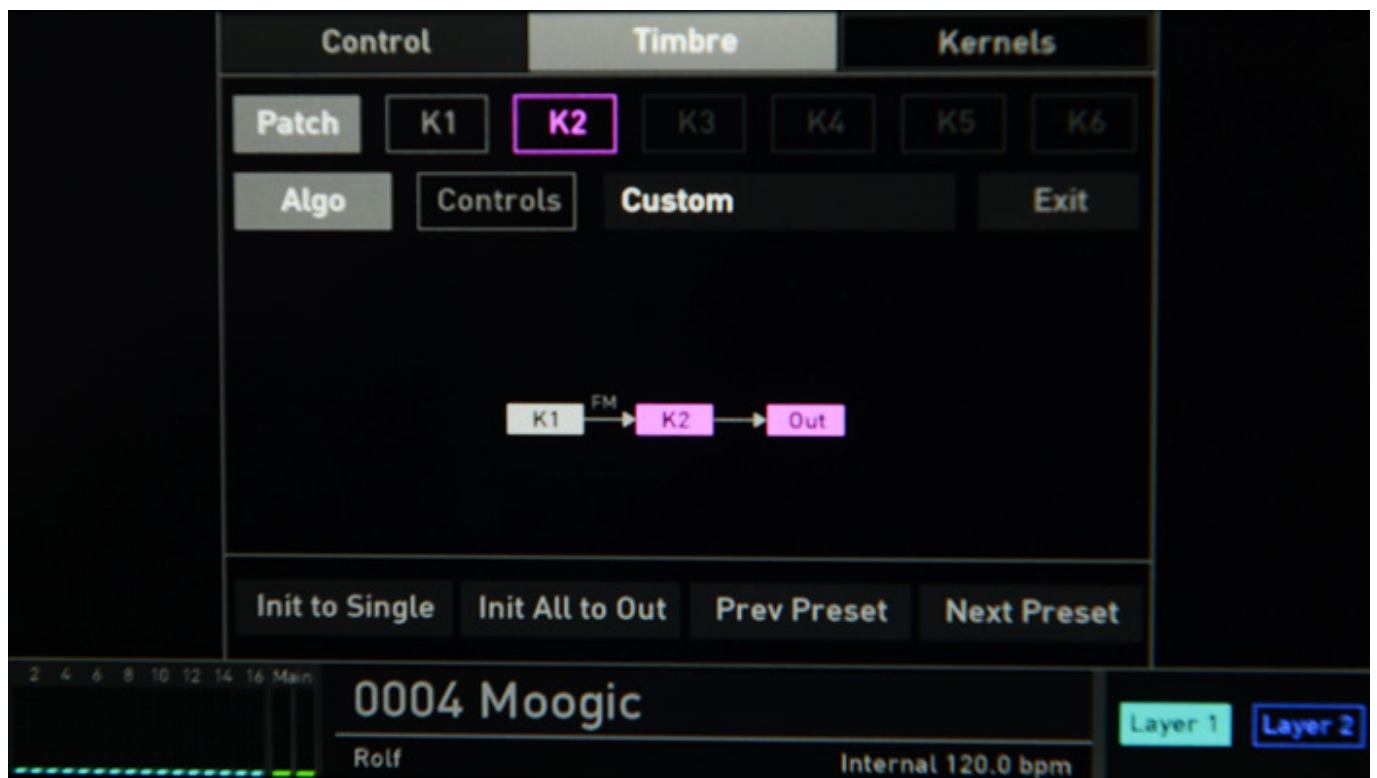 Control Timbre Kernels
Patch K1 K2 K3 K4 K5 K6
Algo Controls Custom Exit
FM
K1 K2 Out
Init to Single Init All to Out Prev Preset Next Preset
2 4 6 8 10 12 14 16 Main
0004 Moogic
Layer 1 Layer 2
Rolf Internal 120.0 bpm